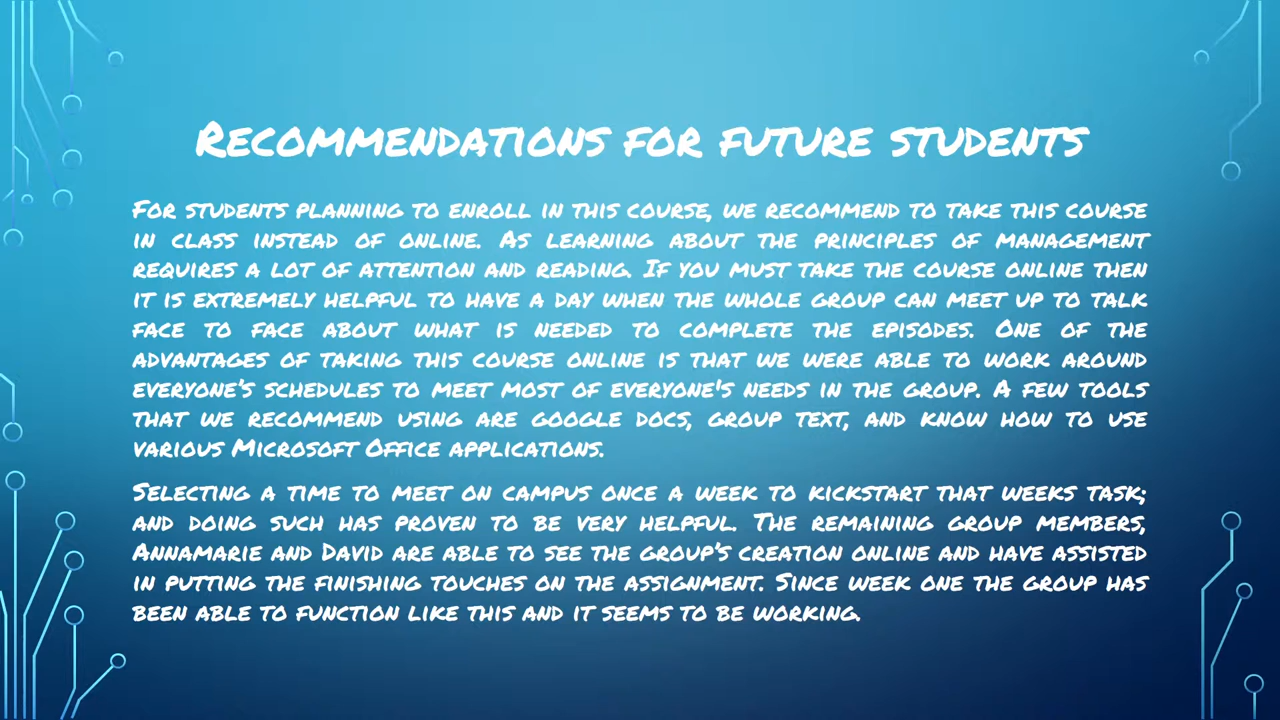 Recommendations for future students
For students planning to enroll in this course, we recommend to take this course
in class instead of online. As learning about the principles of management
requires a lot of attention and reading. If you must take the course online then
it is extremely helpful to have a day when the whole group can meet up to talk
face to face about what is needed to complete the episodes. One of the
advantages of taking this course online is that we were able to work around
everyone's schedules to meet most of everyone's needs in the group. A few tools
that we recommend using are google docs, group text, and know how to use
various Microsoft Office applications.
Selecting a time to meet on campus once a week to kickstart that weeks task;
and doing such has proven to be very helpful. The remaining group members,
Annamarie and David are able to see the group's creation online and have assisted
in putting the finishing touches on the assignment. Since week one the group has
been able to function like this and it seems to be working.